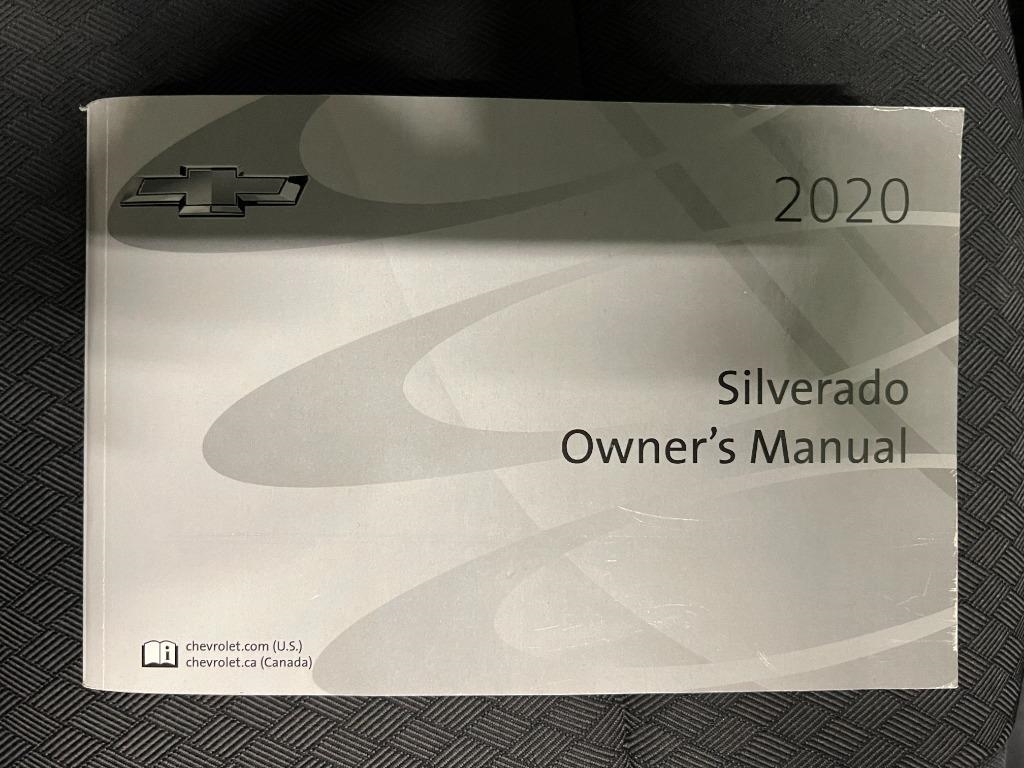 2020
Silverado
Owner's Manual
chevrolet.com (U.S.)
chevrolet.ca (Canada)